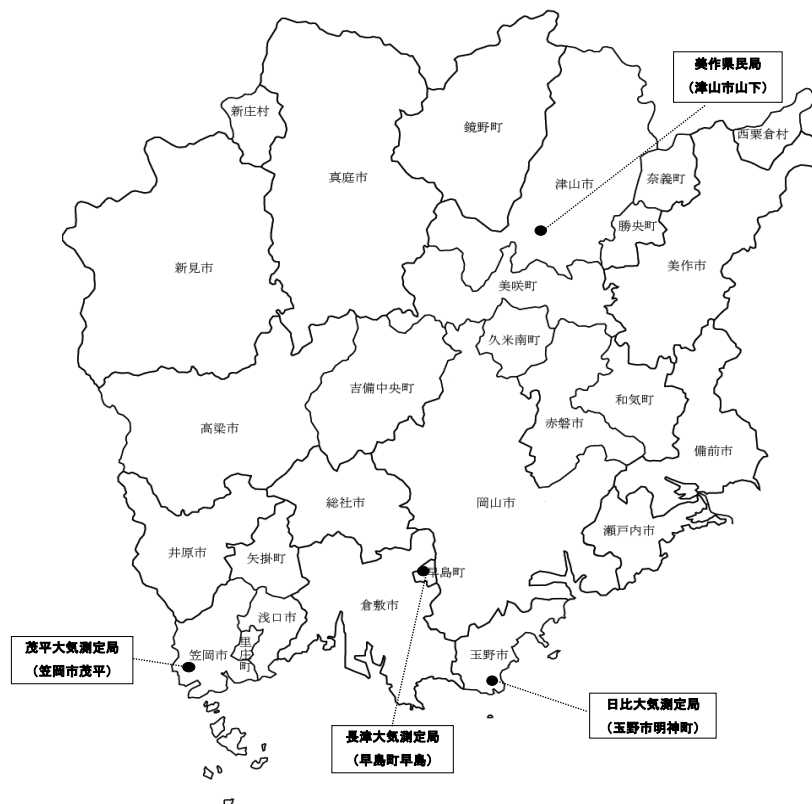 美作県民局
(津山市山下)
新庄村
鏡野町
西粟倉村
真庭市
津山市
奈義町
勝央町
新見市
美作市
美咲町
久米南町
吉備中央町
和気町
高梁市
赤磐市
備前市
総社市
岡山市
瀬戸内市
井原市
矢掛町
早島町
倉敷市
浅口市
茂平大気測定局
(笠岡市茂平)
笠岡市
里庄町
玉野市
長津大気測定局
(早島町早島)
日比大気測定局
(玉野市明神町)